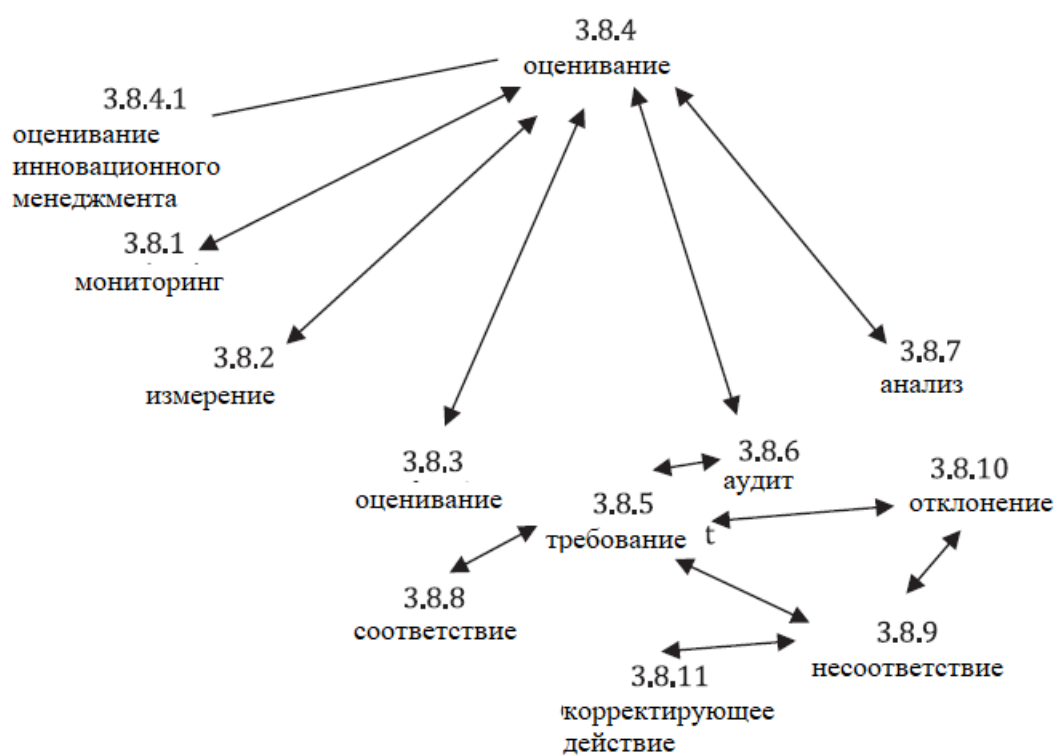 3.8.4
оценивание
3.8.4.1
оценивание
инновационного
менеджмента
3.8.1
мониторинг
3.8.2
измерение
3.8.7
анализ
3.8.3
оценивание
3.8.6
аудит
3.8.10
отклонение
3.8.5
требование t
3.8.8
соответствие
3.8.9
несоответствие
3.8.11
корректирующее
действие